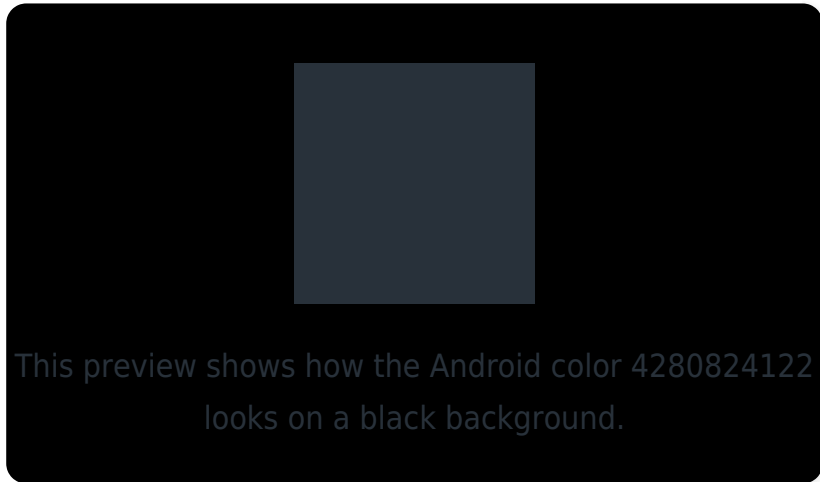 This preview shows how the Android color 4280824122
looks on a black background.